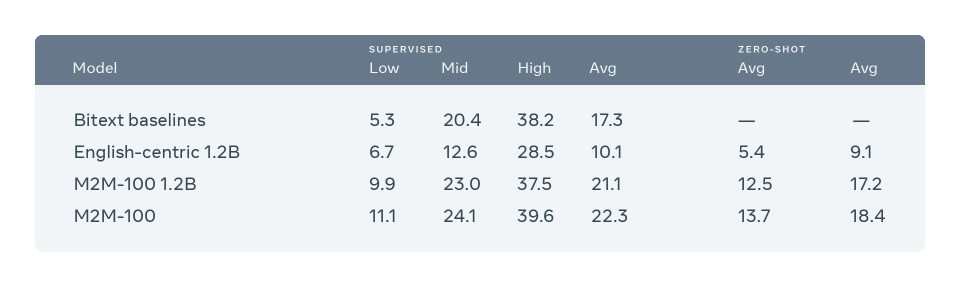 SUPERVISED ZERO-SHOT
Model Low Mid High Avg Avg Avg
Bitext baselines 5.3 20.4 38.2 17.3 — —
English-centric 1.2B 6.7 12.6 28.5 10.1 5.4 9.1
M2M-100 1.2B 9.9 23.0 37.5 21.1 12.5 17.2
M2M-100 11.1 24.1 39.6 22.3 13.7 18.4